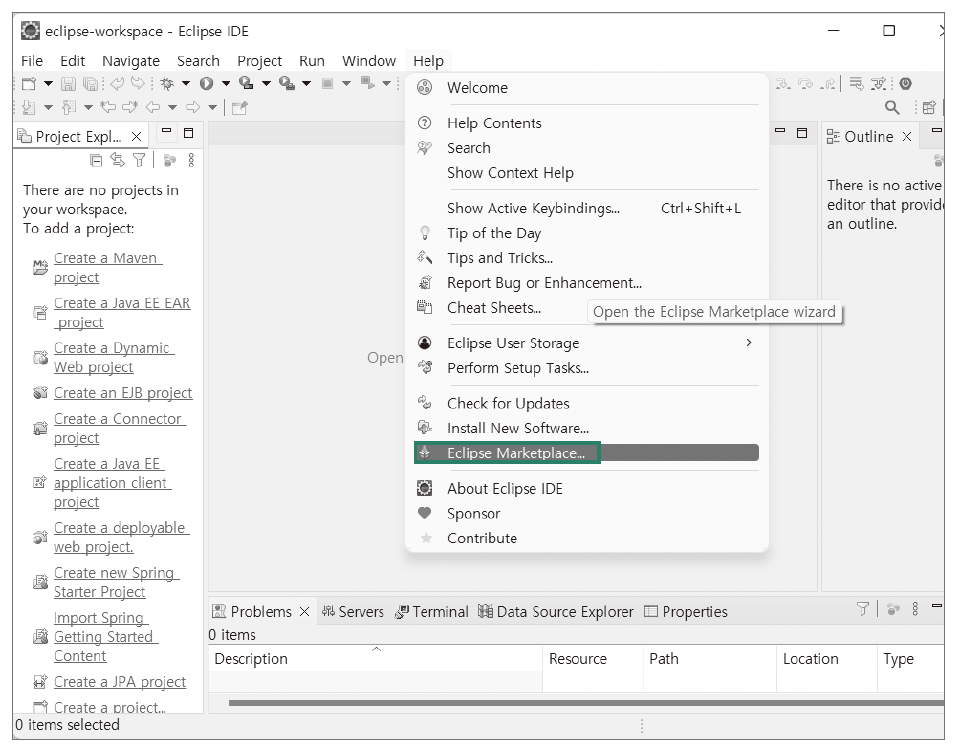 eclipse-workspace - Eclipse IDE
File Edit Navigate Search Project Run Window Help
Project Expl...
There are no projects in
your workspace.
To add a project:
Create a Maven
project
Create a Java EE EAR
project
Create a Dynamic
Web project
Create an EJB project
Create a Connector
project
Create a Java EE
application client
project
Create a deployable
web project.
Create new Spring
Starter Project
Import Spring
Getting Started
Content
Create a JPA project
Create a project...
Open
Welcome
Help Contents
Search
Show Context Help
Show Active Keybindings... Ctrl+Shift+L
Tip of the Day
Tips and Tricks...
Report Bug or Enhancement...
Cheat Sheets...
Open the Eclipse Marketplace wizard
Eclipse User Storage
Perform Setup Tasks...
Check for Updates
Install New Software...
Eclipse Marketplace...
About Eclipse IDE
Sponsor
Contribute
Outline
There is no active
editor that provid
an outline.
Problems Servers Terminal Data Source Explorer Properties
0 items
Description Resource Path Location Type
0 items selected